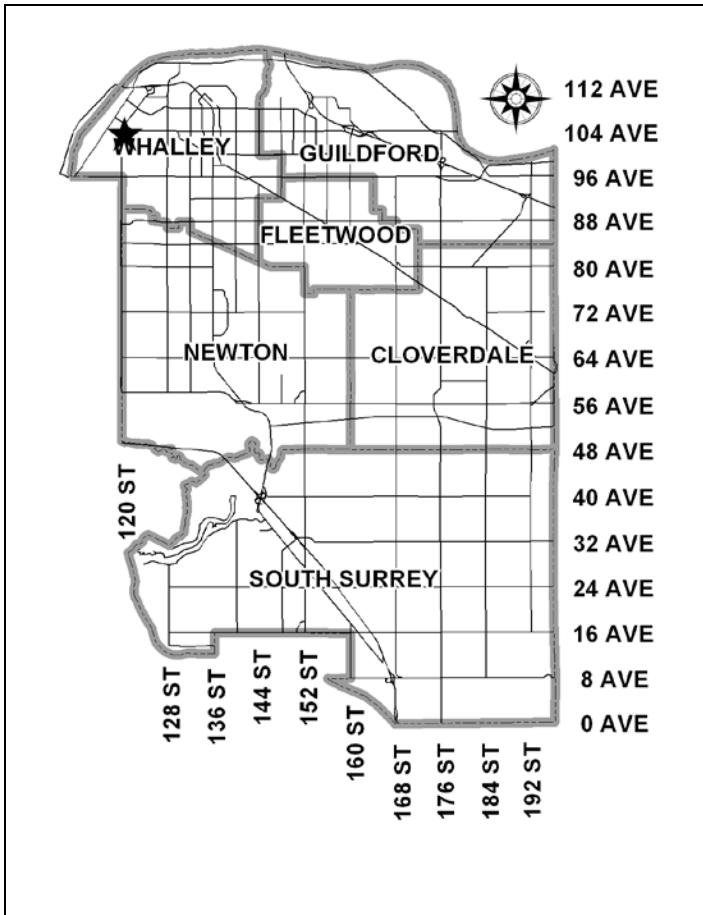 112 AVE
104 AVE
WHALLEY
GUILDFORD
96 AVE
88 AVE
FLEETWOOD
80 AVE
72 AVE
NEWTON
CLOVERDALE
64 AVE
56 AVE
48 AVE
120 ST
40 AVE
32 AVE
SOUTH SURREY
24 AVE
16 AVE
8 AVE
0 AVE
128 ST
136 ST
144 ST
152 ST
160 ST
168 ST
176 ST
184 ST
192 ST